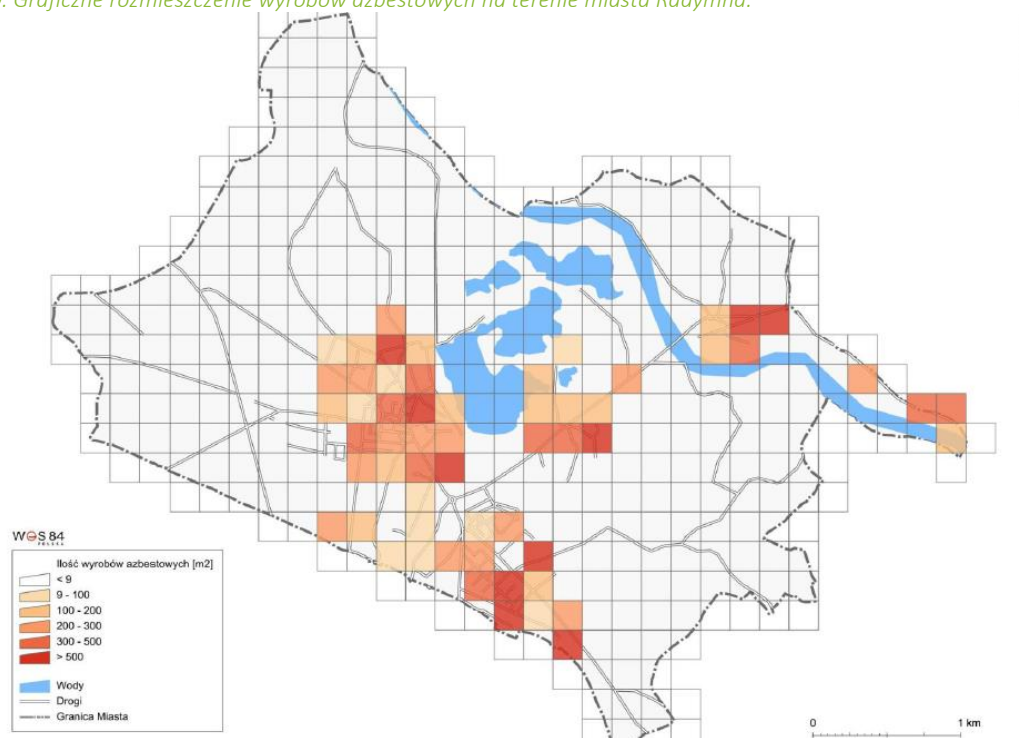 . Graficzne rozmieszczenie wyrobów azbestowych na terenie miasta Radymna.
WGS 84
POLSKA
Ilość wyrobów azbestowych [m2]
< 9
9 - 100
100 - 200
200 - 300
300 - 500
> 500
Wody
Drogi
Granica Miasta
0 1 km